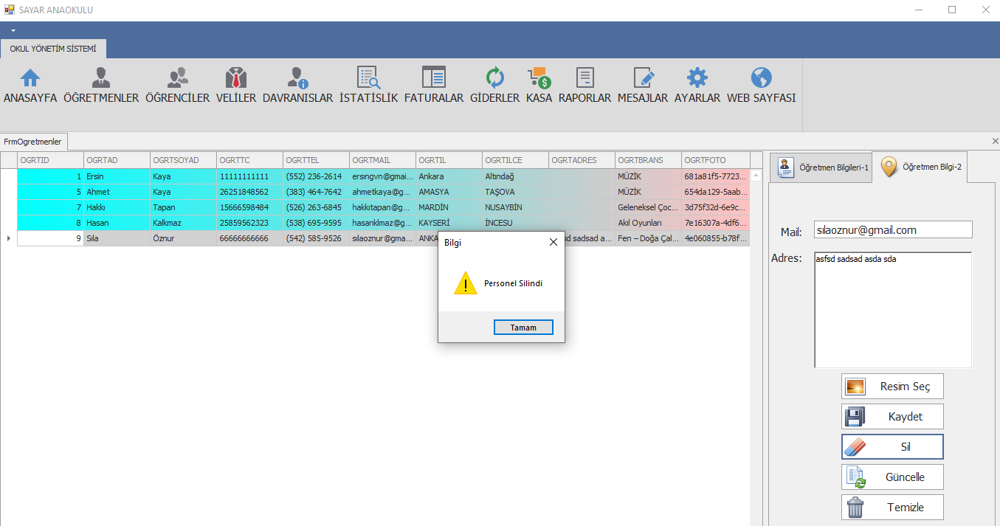 SAYAR ANAOKULU
OKUL YÖNETİM SİSTEMİ
ANASAYFA ÖĞRETMENLER ÖĞRENCİLER VELİLER DAVRANISLAR İSTATİSLİK FATURALAR GİDERLER KASA RAPORLAR MESAJLAR AYARLAR WEB SAYFASI
FrmOgretmenler
OGRTID OGRTAD OGRTSOYAD OGRTTC OGRTTEL OGRTMAIL OGRTIL OGRTILCE OGRTADRES OGRTBRANS OGRTFOTO
1 Ersin Kaya 11111111111 (552) 236-2614 ersingvn@gmai... Ankara Altındağ MÜZİK 681a81f5-7723...
5 Ahmet Kaya 26251848562 (383) 464-7642 ahmetkaya@g... AMASYA TAŞOVA MÜZİK 654da129-5aab...
7 Hakkı Tapan 15666598484 (526) 263-6845 hakkıtapan@g... MARDİN NUSAYBİN Geleneksel Çoc... 3d75f32d-6e9c...
8 Hasan Kalkmaz 25859562323 (538) 695-9595 hasanklmaz@g... KAYSERİ İNCESU Akıl Oyunları 7e16307a-4df6...
9 Sıla Öznur 66666666666 (542) 585-9526 sılaoznur@gma... ANKA sd sadsad a... Fen – Doğa Çal... 4e060855-b78f...
Bilgi
Personel Silindi
Tamam
Öğretmen Bilgileri-1 Öğretmen Bilgi-2
Mail: sılaoznur@gmail.com
Adres: asfsd sadsad asda sda
Resim Seç
Kaydet
Sil
Güncelle
Temizle